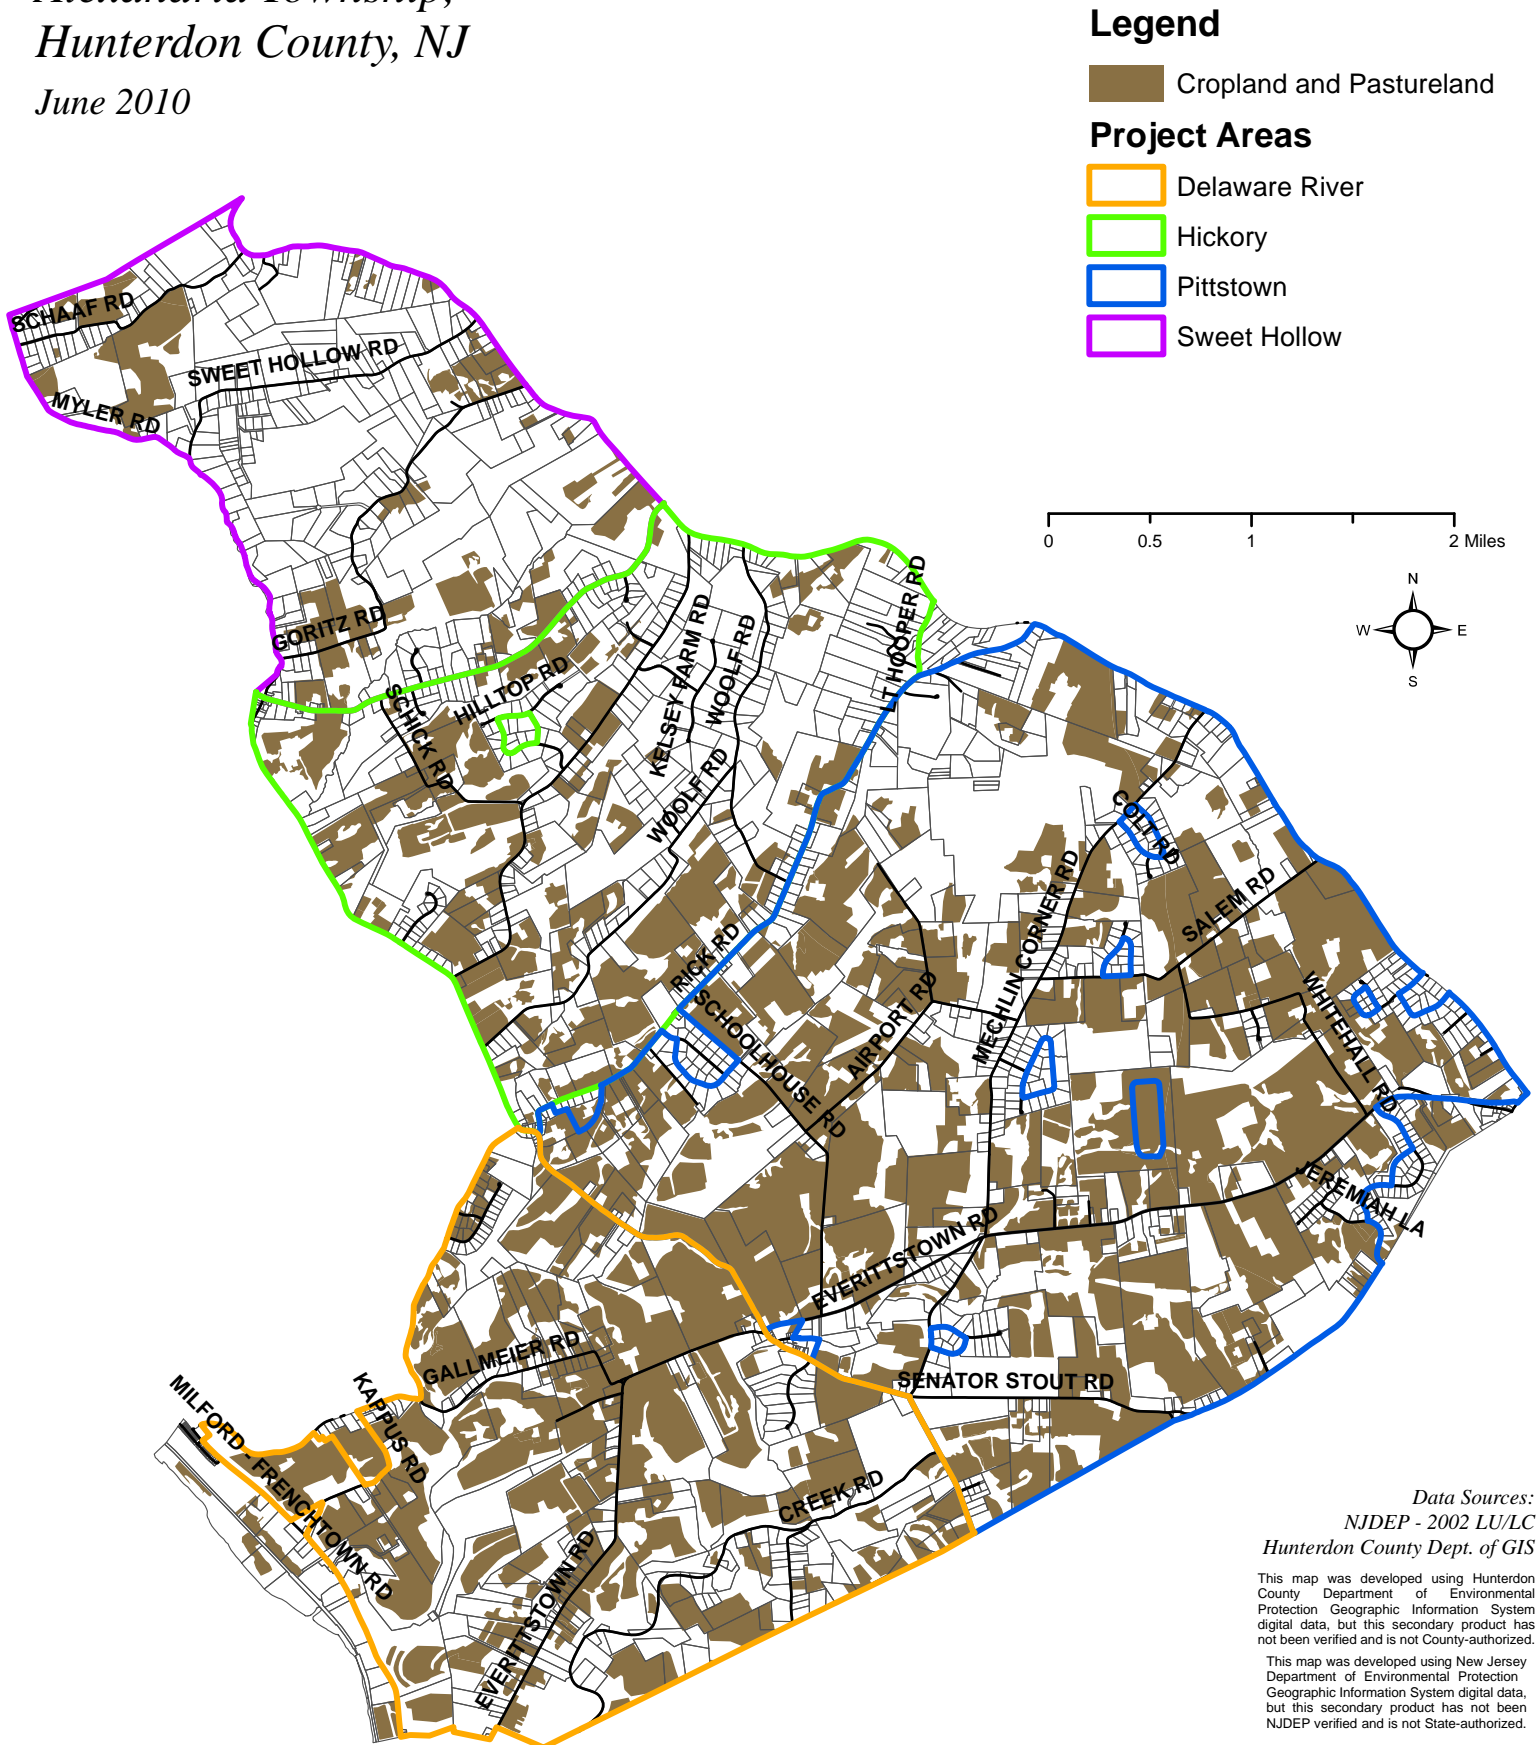 Hunterdon County, NJ
June 2010
Legend
Cropland and Pastureland
Project Areas
Delaware River
Hickory
Pittstown
Sweet Hollow
SCHAAF RD
SWEET HOLLOW RD
MYLER RD
0 0.5 1 2 Miles
N
W E
S
GORITZ RD
HILLTOP RD
SCHICK RD
KELSEY FARM RD
WOOLF RD
WOOLF RD
LT HOOPER RD
COLT RD
SALEM RD
MECHLIN CORNER RD
RICK RD
SCHOOLHOUSE RD
AIRPORT RD
WHITEHALL RD
JEREMIAH LA
EVERITTSTOWN RD
GALLMEIER RD
SENATOR STOUT RD
KAPPUS RD
MILFORD - FRENCHTOWN RD
CREEK RD
EVERITTSTOWN RD
Data Sources:
NJDEP - 2002 LU/LC
Hunterdon County Dept. of GIS
This map was developed using Hunterdon
County Department of Environmental
Protection Geographic Information System
digital data, but this secondary product has
not been verified and is not County-authorized.
This map was developed using New Jersey
Department of Environmental Protection
Geographic Information System digital data,
but this secondary product has not been
NJDEP verified and is not State-authorized.